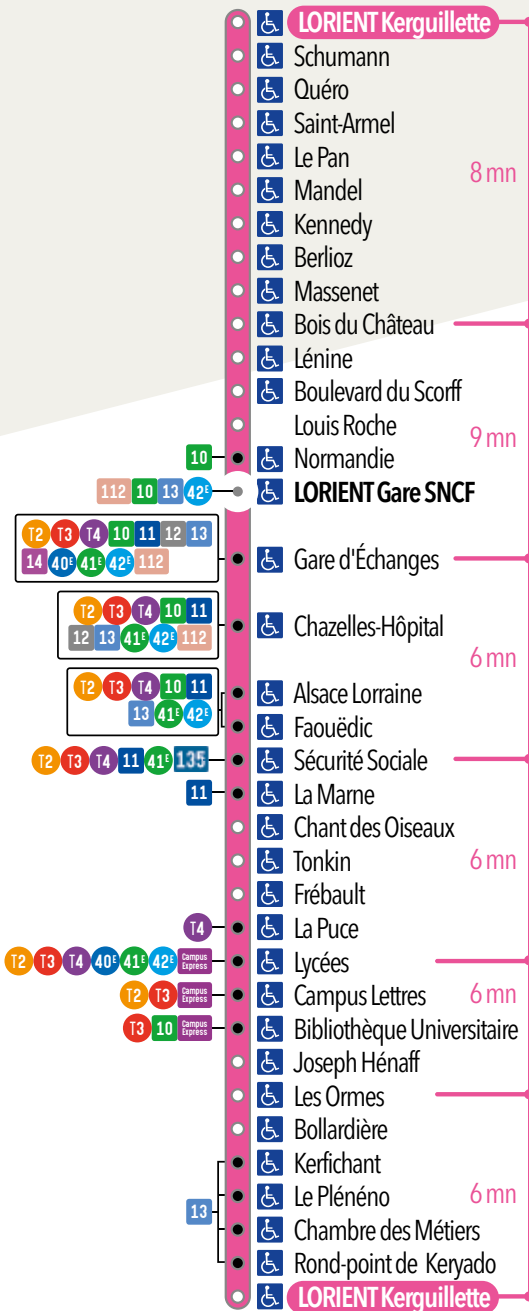 LORIENT Kerguillette
Schumann
Quéro
Saint-Armel
Le Pan
8 mn
Mandel
Kennedy
Berlioz
Massenet
Bois du Château
Lénine
Boulevard du Scorff
Louis Roche
9 mn
10 Normandie
112 10 13 42E LORIENT Gare SNCF
T2 T3 T4 10 11 12 13
14 40E 41E 42E 112
Gare d'Échanges
T2 T3 T4 10 11
12 13 41E 42E 112
Chazelles-Hôpital
6 mn
T2 T3 T4 10 11
13 41E 42E
Alsace Lorraine
Faouëdic
T2 T3 T4 11 41E 135 Sécurité Sociale
11 La Marne
Chant des Oiseaux
Tonkin 6 mn
Frébault
T4 La Puce
T2 T3 T4 40E 41E 42E Campus Express Lycées
T2 T3 Campus Express Campus Lettres 6 mn
T3 10 Campus Express Bibliothèque Universitaire
Joseph Hénaff
Les Ormes
Bollardière
Kerfichant
13
Le Plénéno 6 mn
Chambre des Métiers
Rond-point de Keryado
LORIENT Kerguillette